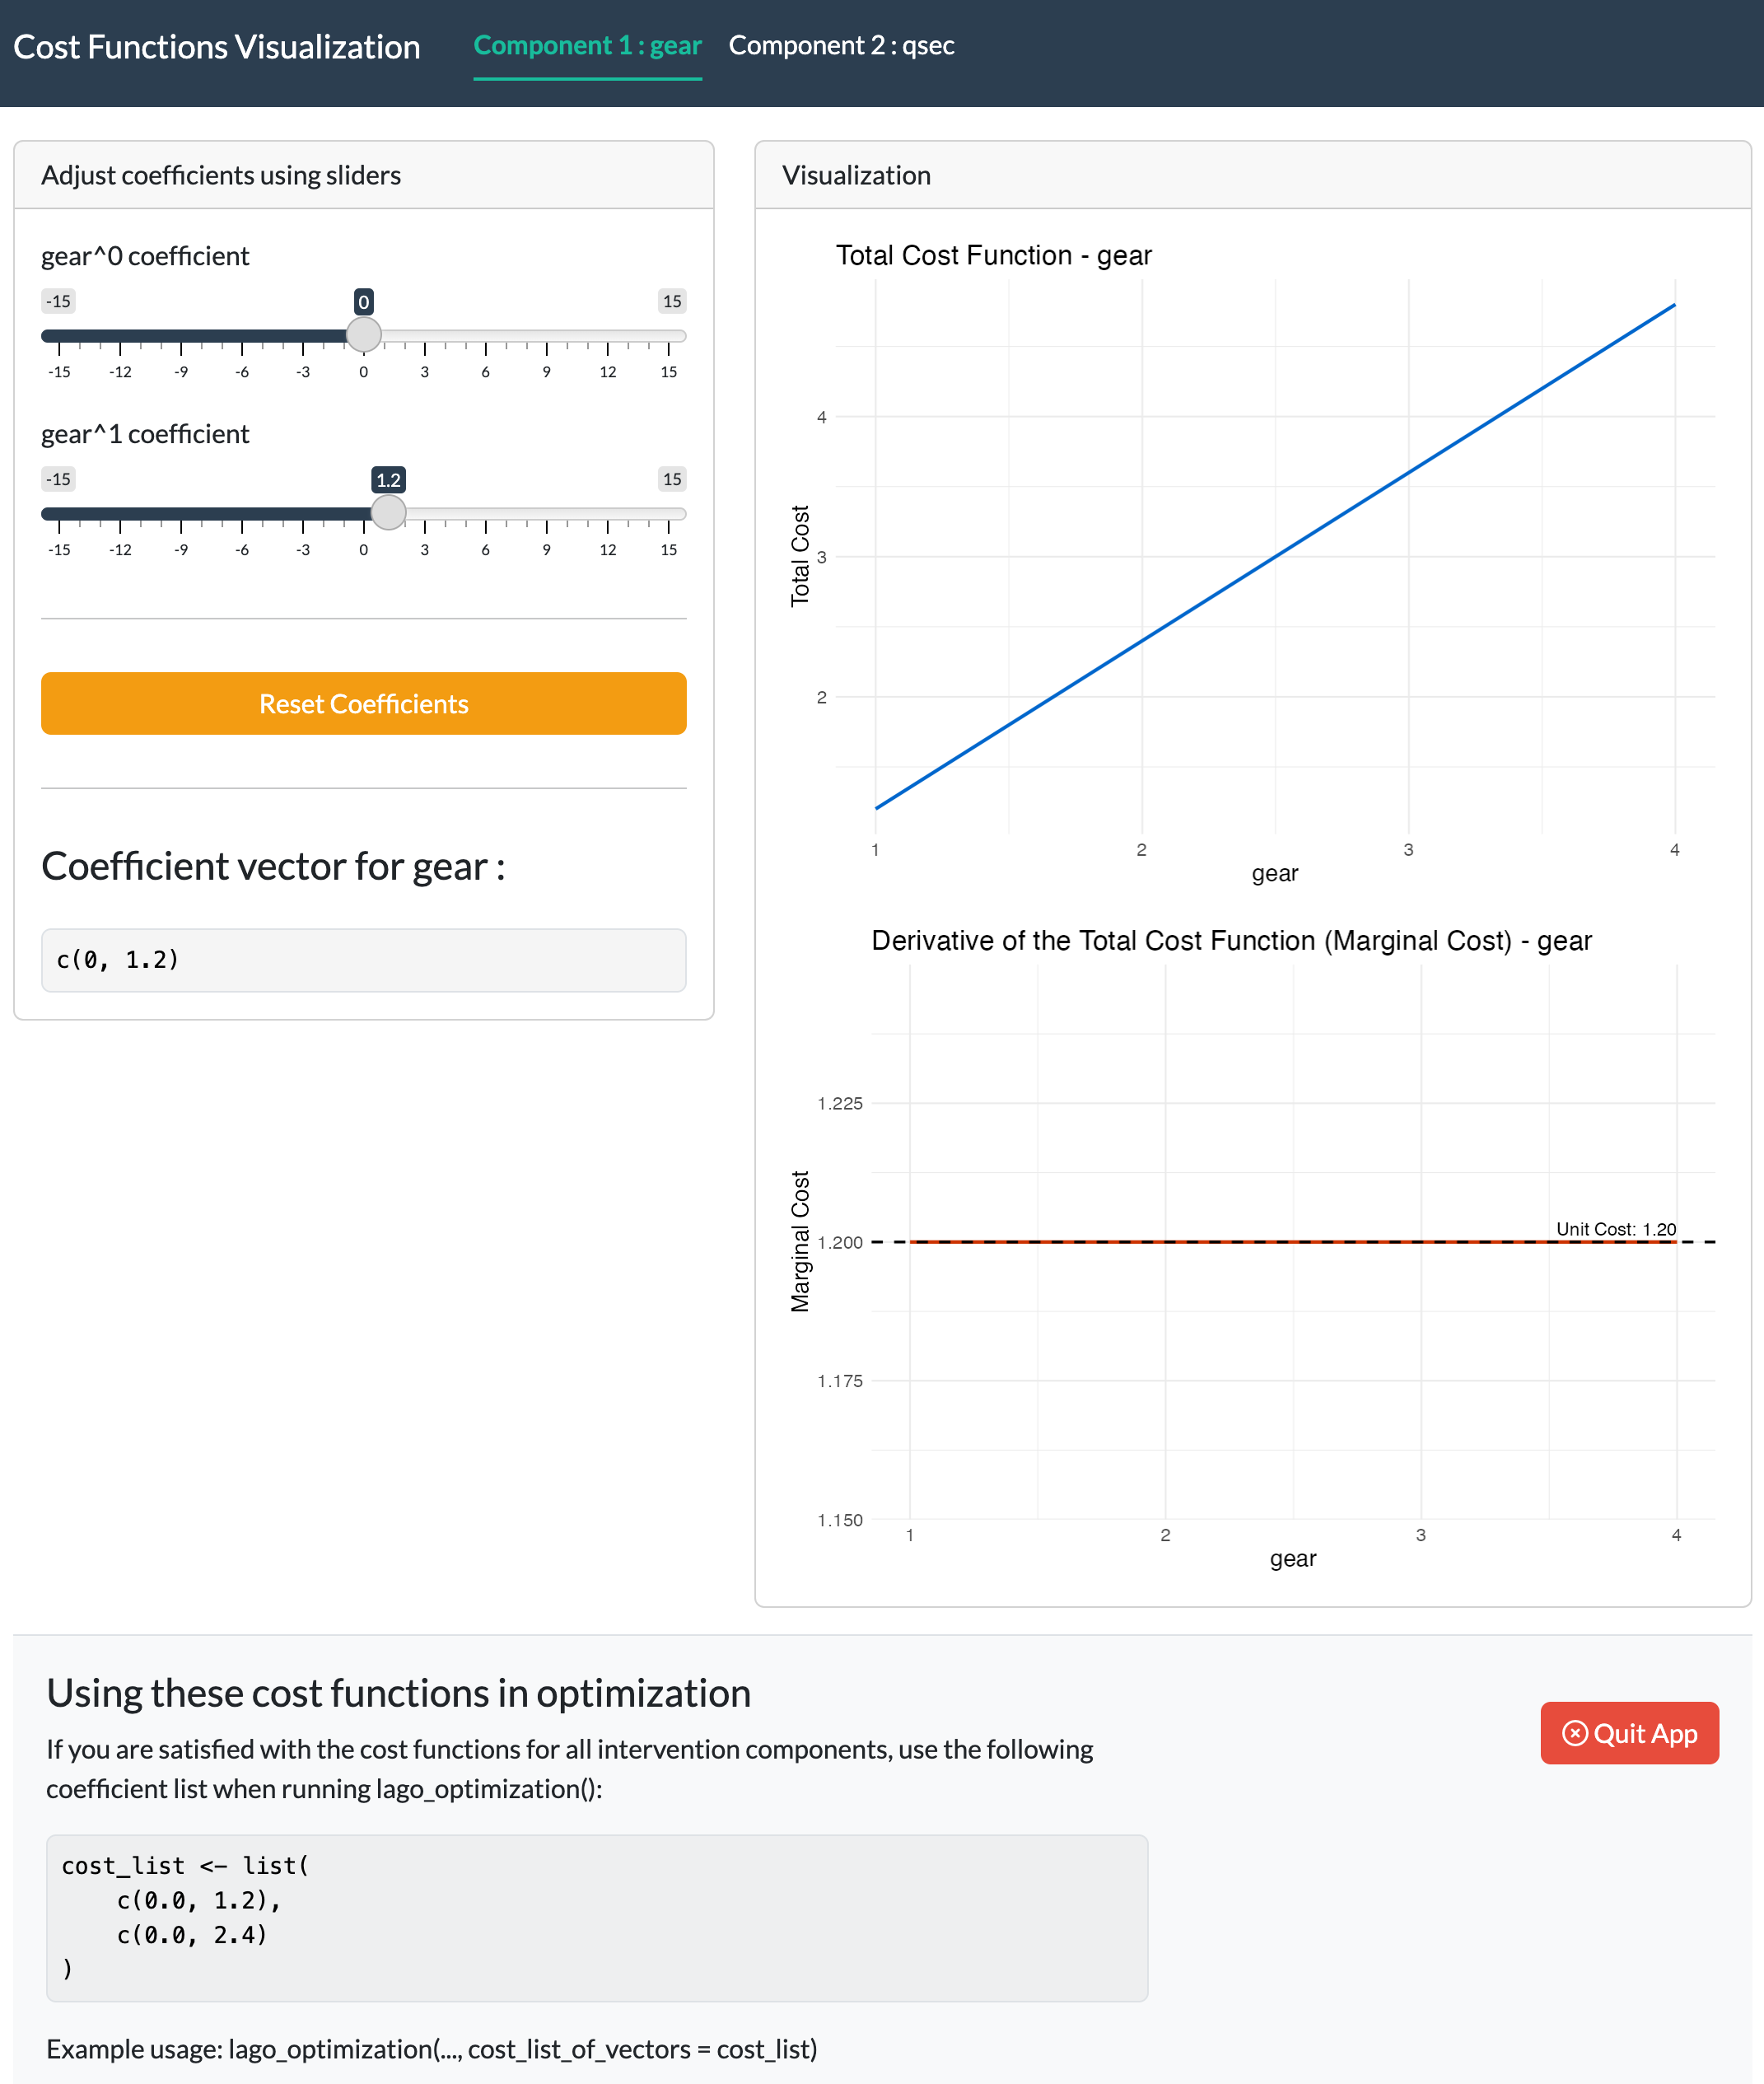 Cost Functions Visualization
Component 1 : gear
Component 2 : qsec
Adjust coefficients using sliders
gear^0 coefficient
-15 0 15
-15 -12 -9 -6 -3 0 3 6 9 12 15
gear^1 coefficient
-15 1.2 15
-15 -12 -9 -6 -3 0 3 6 9 12 15
Reset Coefficients
Coefficient vector for gear :
c(0, 1.2)
Visualization
Total Cost Function - gear
Total Cost
4
3
2
1 2 3 4
gear
Derivative of the Total Cost Function (Marginal Cost) - gear
Marginal Cost
1.225
Unit Cost: 1.20
1.200
1.175
1.150
1 2 3 4
gear
Using these cost functions in optimization
If you are satisfied with the cost functions for all intervention components, use the following
coefficient list when running lago_optimization():
Quit App
cost_list <- list(
    c(0.0, 1.2),
    c(0.0, 2.4)
)
Example usage: lago_optimization(..., cost_list_of_vectors = cost_list)